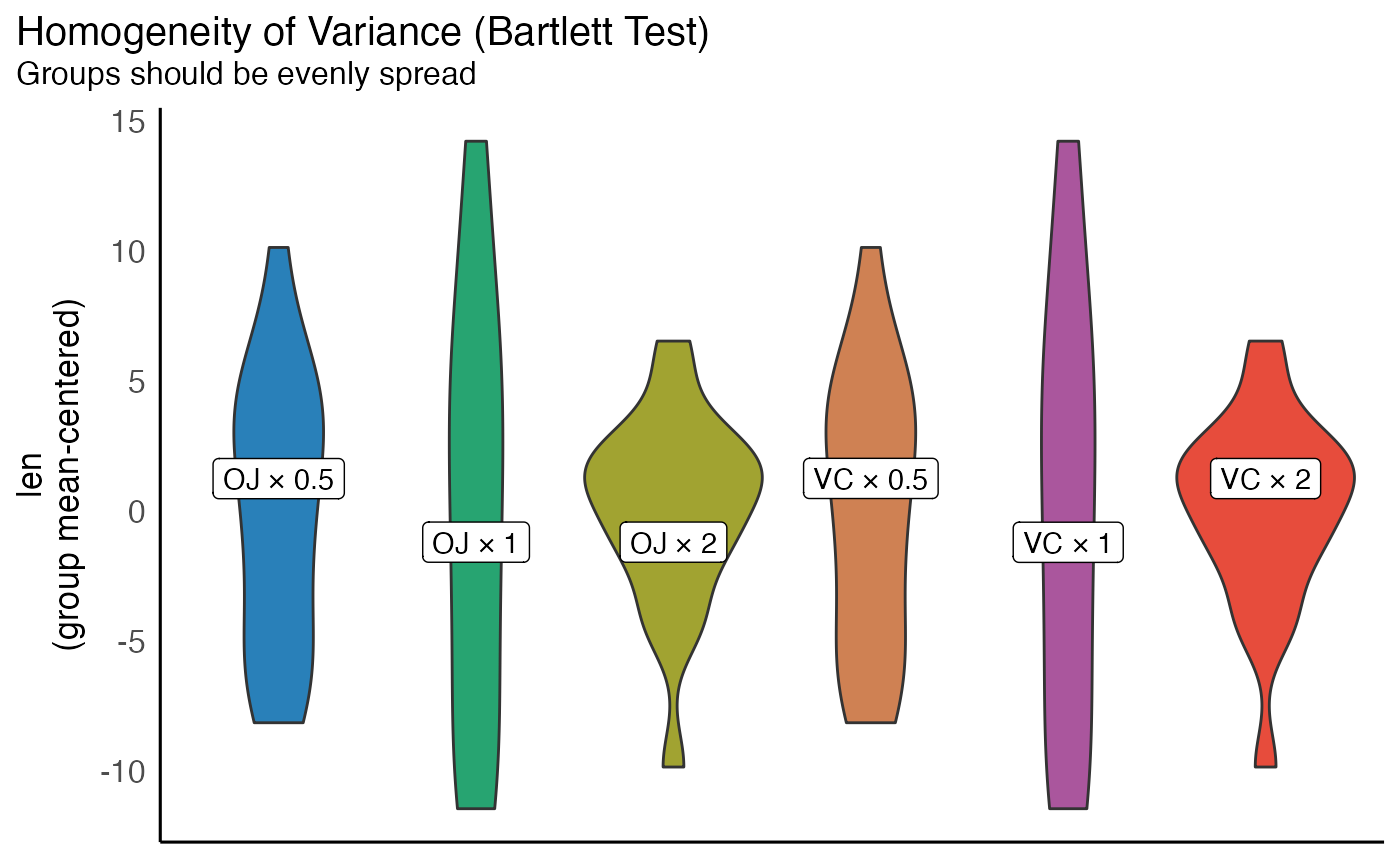 Homogeneity of Variance (Bartlett Test)
Groups should be evenly spread
15
10
5
0
-5
-10
len
(group mean-centered)
OJ × 0.5
OJ × 1
OJ × 2
VC × 0.5
VC × 1
VC × 2